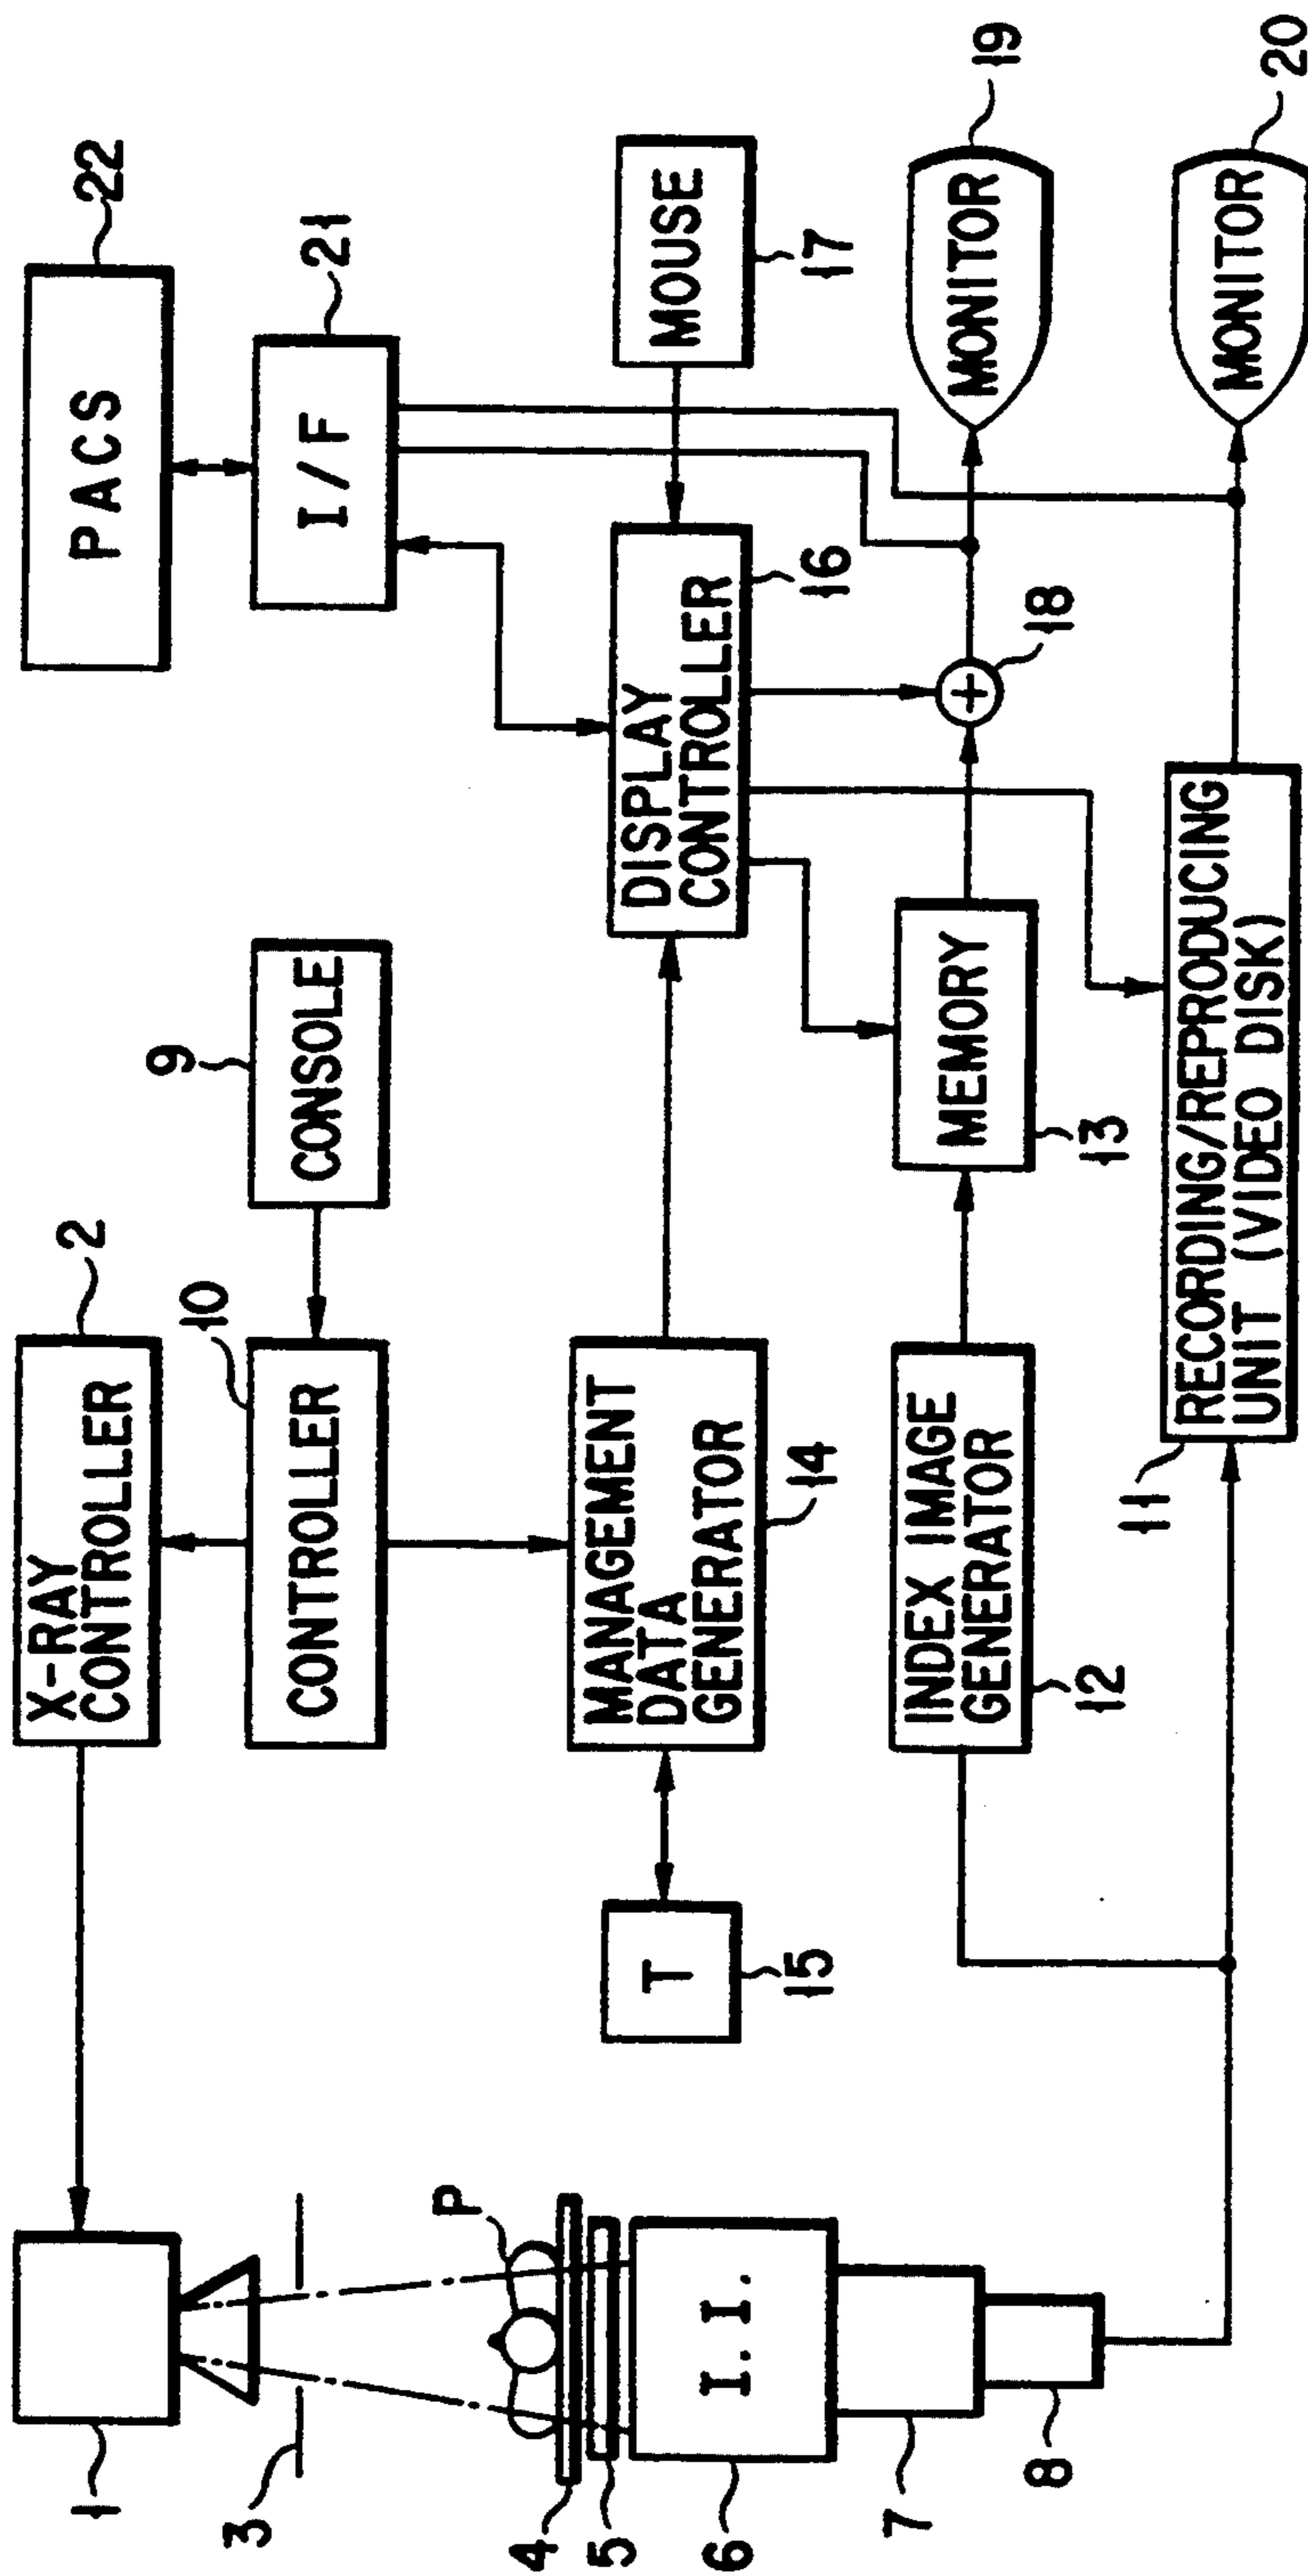 1
3
P
4
5
I. I.
6
7
8
X-RAY
CONTROLLER
2
CONTROLLER
10
CONSOLE
9
MANAGEMENT
DATA
GENERATOR
14
T
15
INDEX IMAGE
GENERATOR
12
MEMORY
13
RECORDING/REPRODUCING
UNIT (VIDEO DISK)
11
PACS
22
I/F
21
DISPLAY
CONTROLLER
16
MOUSE
17
+
18
MONITOR
19
MONITOR
20